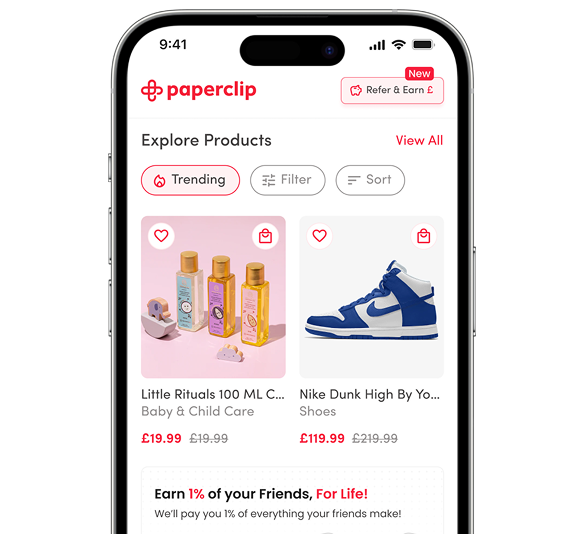 9:41
paperclip
New
Refer & Earn £
Explore Products
View All
Trending
Filter
Sort
Little Rituals 100 ML C...
Nike Dunk High By Yo...
Baby & Child Care
Shoes
£19.99 £19.99
£119.99 £219.99
Earn 1% of your Friends, For Life!
We'll pay you 1% of everything your friends make!